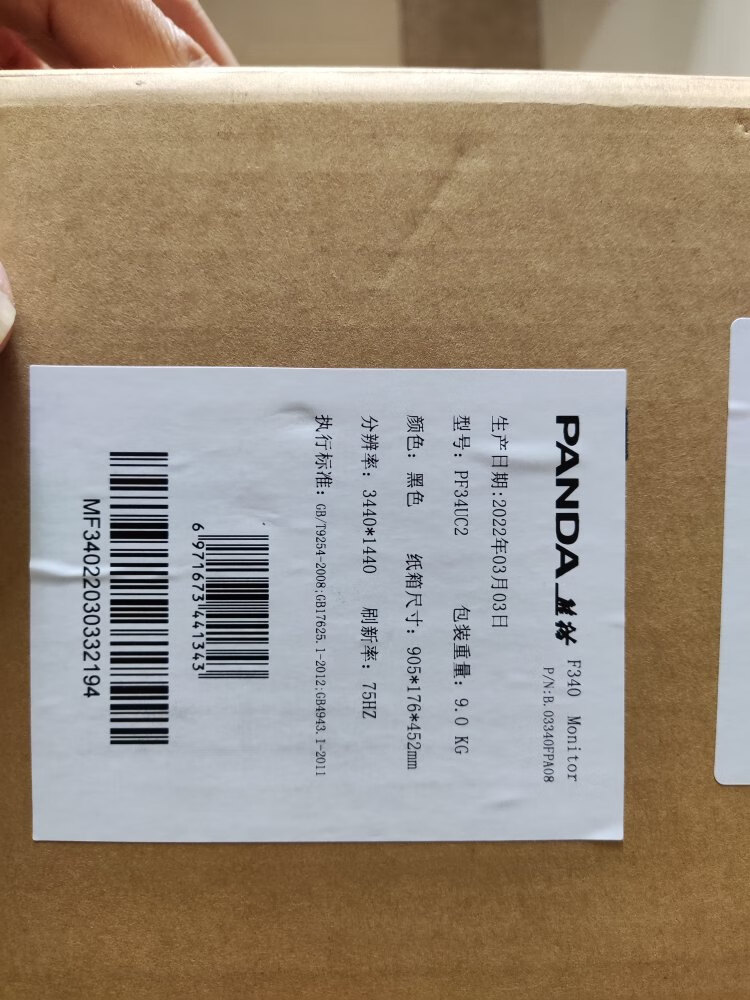 PANDA 熊猫 F340 Monitor
P/N:B.03340FPA08
生产日期:2022年03月03日
型号: PF34UC2 包装重量: 9.0 KG
颜色: 黑色 纸箱尺寸: 905*176*452mm
分辨率: 3440*1440 刷新率: 75HZ
执行标准: GB/T9254-2008;GB17625.1-2012;GB4943.1-2011
6 971673 441343
MF34022030332194